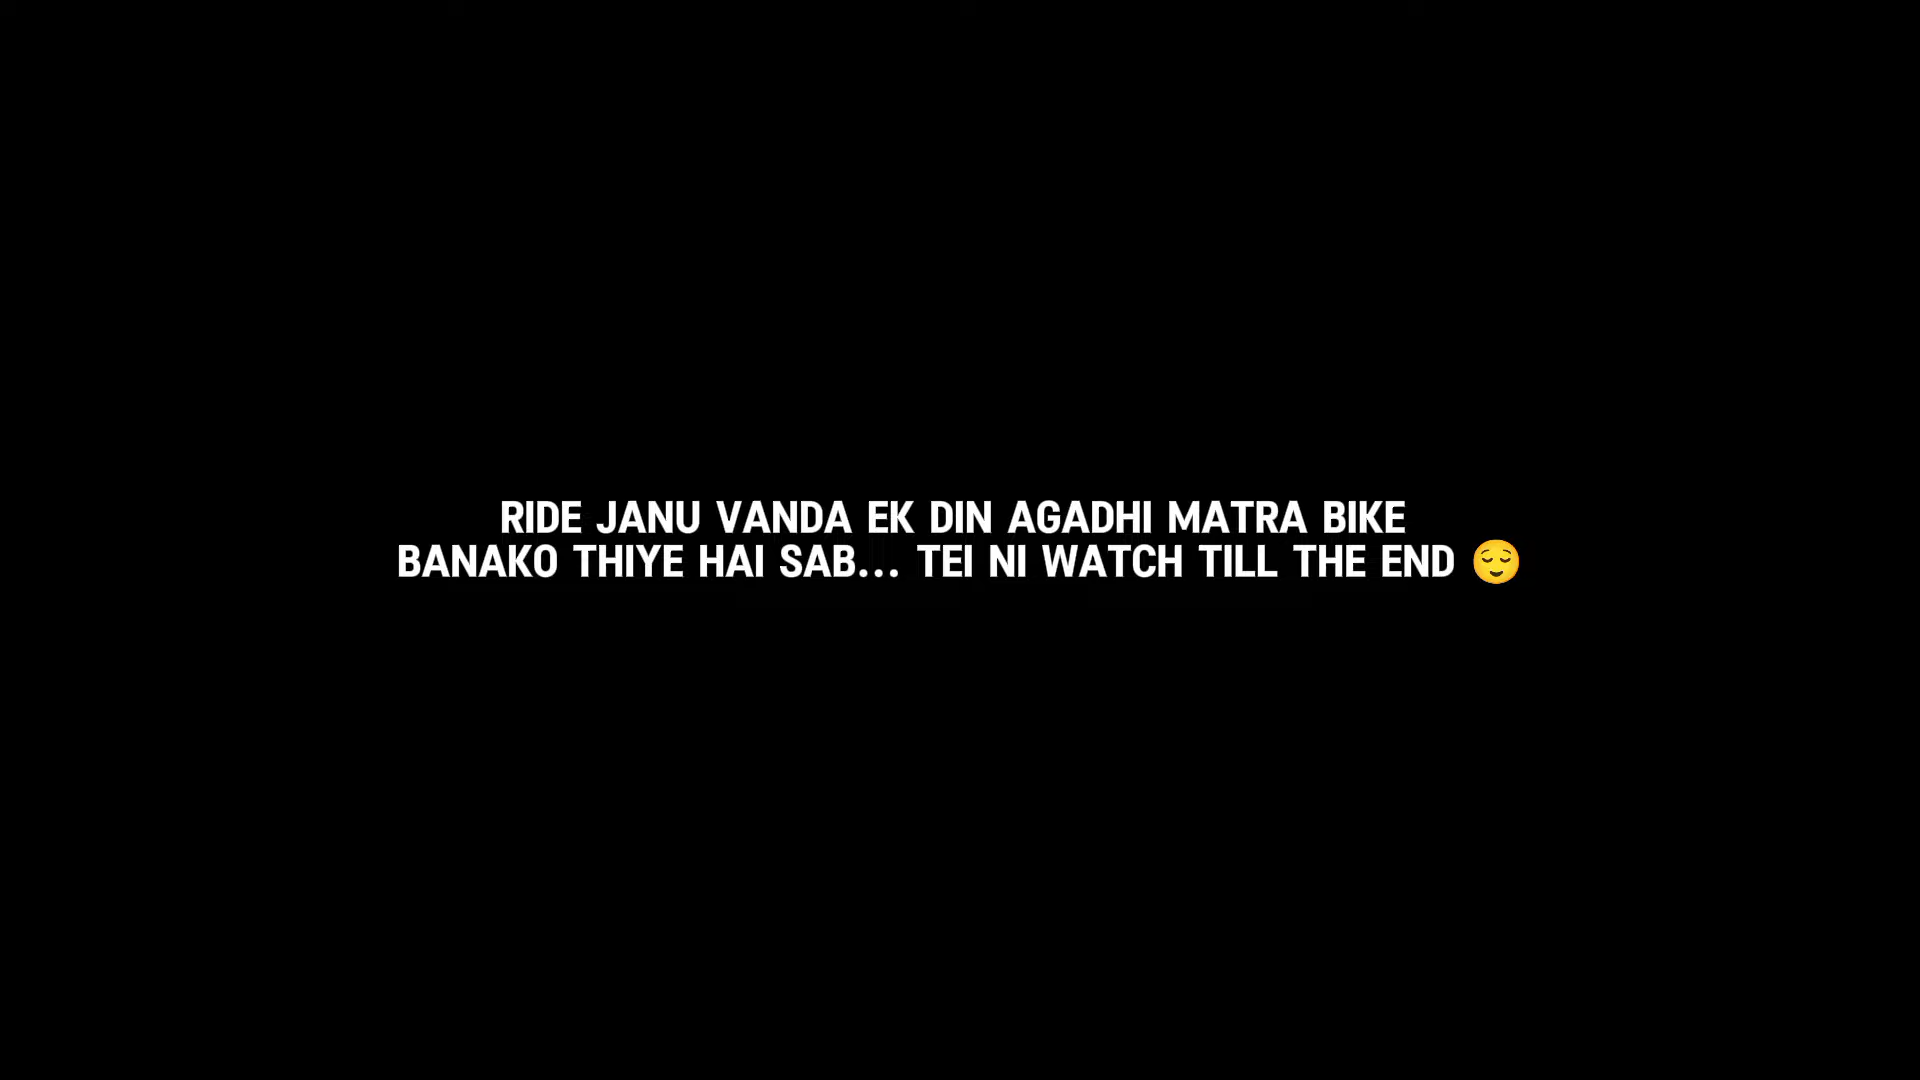 RIDE JANU VANDA EK DIN AGADHI MATRA BIKE
BANAKO THIYE HAI SAB... TEI NI WATCH TILL THE END 😌